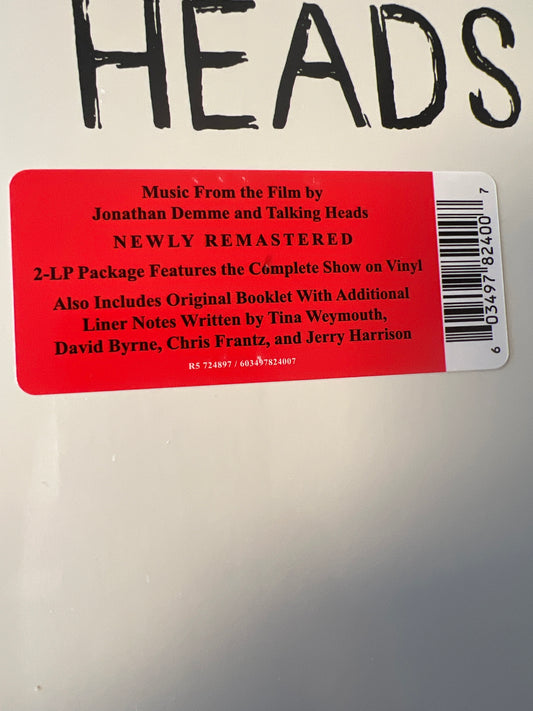 HEADS
Music From the Film by
Jonathan Demme and Talking Heads
NEWLY REMASTERED
2-LP Package Features the Complete Show on Vinyl
Also Includes Original Booklet With Additional
Liner Notes Written by Tina Weymouth,
David Byrne, Chris Frantz, and Jerry Harrison
R5 724897 / 603497824007
6 03497 82400 7